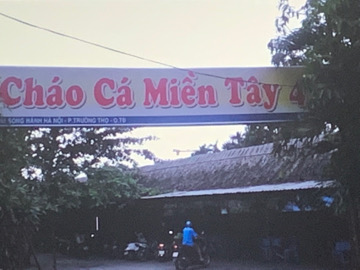 Cháo Cá Miền Tây 4
SONG HÀNH HÀ NỘI - P. TRƯỜNG THỌ - Q.TĐ